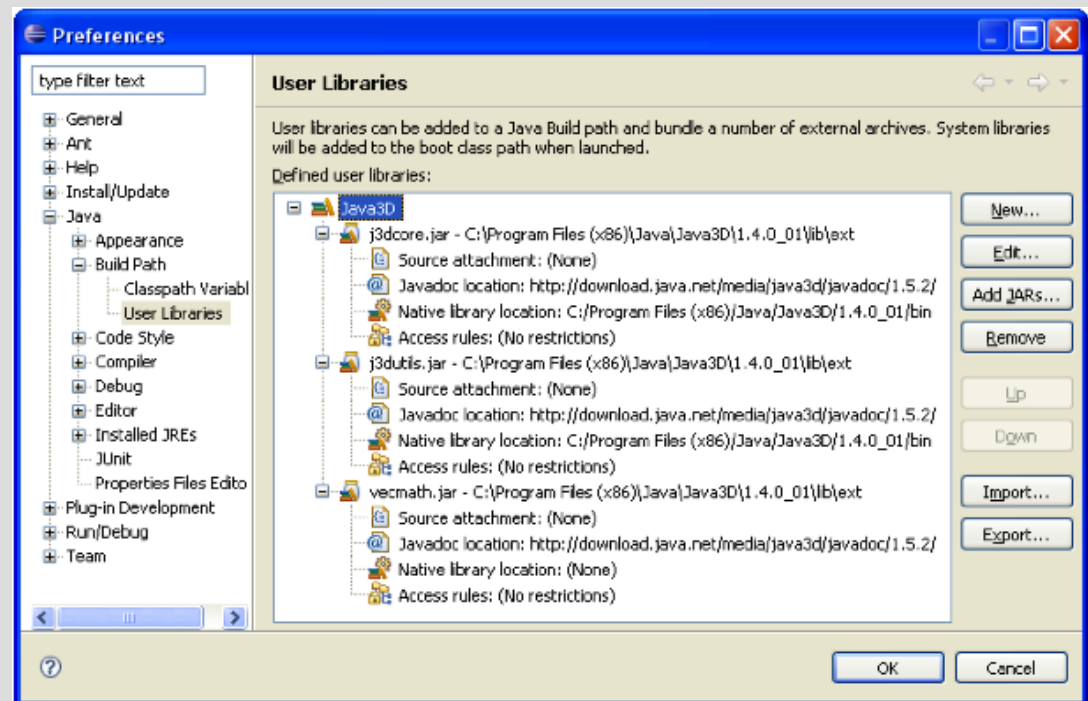 Preferences
type filter text
General
Ant
Help
Install/Update
Java
Appearance
Build Path
Classpath Variabl
User Libraries
Code Style
Compiler
Debug
Editor
Installed JREs
JUnit
Properties Files Edito
Plug-in Development
Run/Debug
Team
User Libraries
User libraries can be added to a Java Build path and bundle a number of external archives. System libraries
will be added to the boot class path when launched.
Defined user libraries:
Java3D
j3dcore.jar - C:\Program Files (x86)\Java\Java3D\1.4.0_01\lib\ext
Source attachment: (None)
Javadoc location: http://download.java.net/media/java3d/javadoc/1.5.2/
Native library location: C:/Program Files (x86)/Java/Java3D/1.4.0_01/bin
Access rules: (No restrictions)
j3dutils.jar - C:\Program Files (x86)\Java\Java3D\1.4.0_01\lib\ext
Source attachment: (None)
Javadoc location: http://download.java.net/media/java3d/javadoc/1.5.2/
Native library location: C:/Program Files (x86)/Java/Java3D/1.4.0_01/bin
Access rules: (No restrictions)
vecmath.jar - C:\Program Files (x86)\Java\Java3D\1.4.0_01\lib\ext
Source attachment: (None)
Javadoc location: http://download.java.net/media/java3d/javadoc/1.5.2/
Native library location: (None)
Access rules: (No restrictions)
New...
Edit...
Add JARs...
Remove
Up
Down
Import...
Export...
OK
Cancel